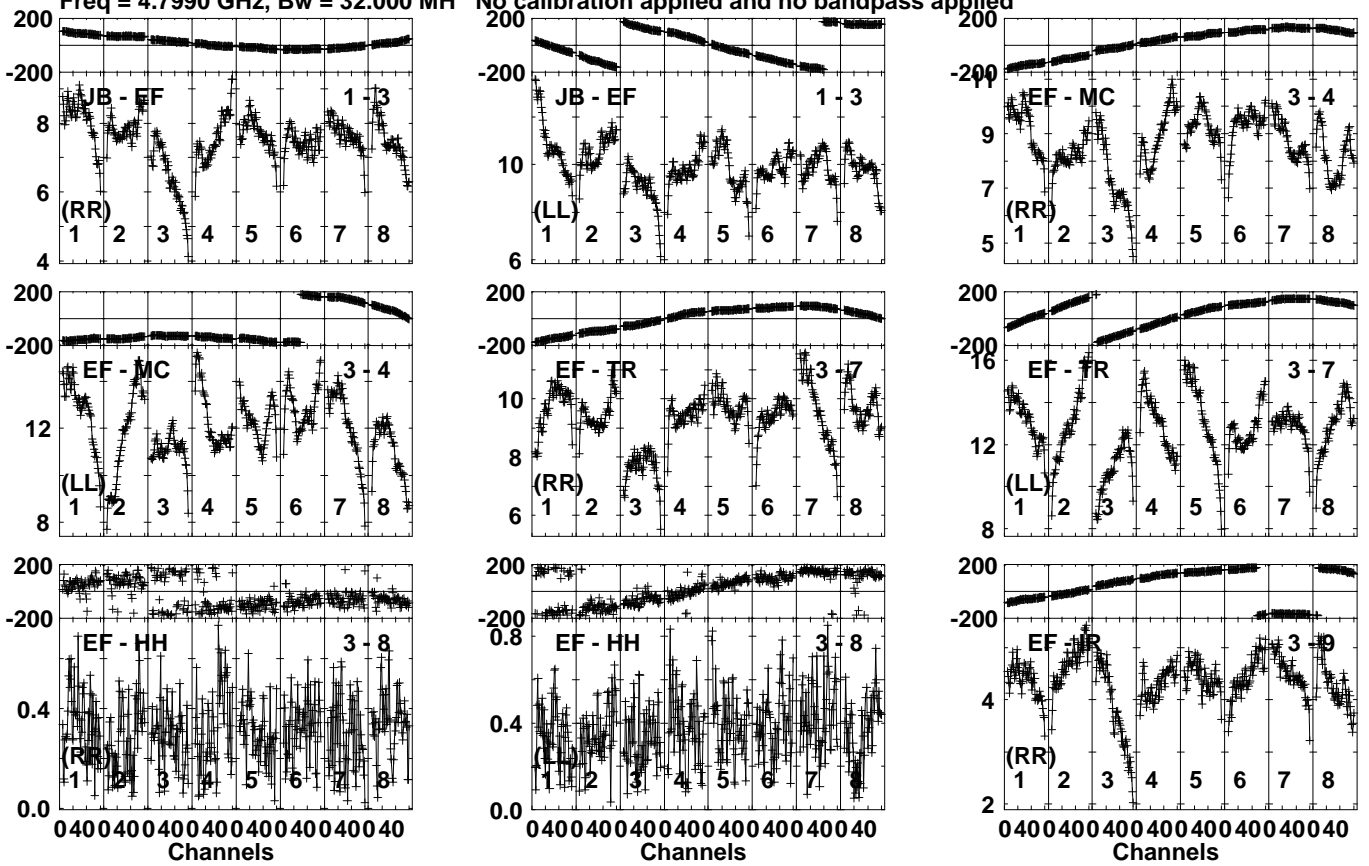 Freq = 4.7990 GHz, Bw = 32.000 MH No calibration applied and no bandpass applied
200 200 200
-200 -200 -200
JB - EF 1 - 3 JB - EF 1 - 3 11 EF - MC 3 - 4
8 10 9
6 7
(RR) (LL) (RR)
1 2 3 4 5 6 7 8 1 2 3 4 5 6 7 8 5 1 2 3 4 5 6 7 8
4 6
200 200 200
-200 -200 -200
EF - MC 3 - 4 EF - TR 3 - 7 16 EF - TR 3 - 7
12 10 12
8
(LL) (RR) (LL)
1 2 3 4 5 6 7 8 1 2 3 4 5 6 7 8 1 2 3 4 5 6 7 8
8 6 8
200 200 200
-200 -200 -200
EF - HH 3 - 8 0.8 EF - HH 3 - 8 EF - IR 3 - 9
0.4 0.4 4
(RR) (LL) (RR)
1 2 3 4 5 6 7 8 1 2 3 4 5 6 7 8 1 2 3 4 5 6 7 8
0.0 0.0 2
0 40 0 40 0 40 0 40 0 40 0 40 0 40 0 40 0 40 0 40 0 40 0 40 0 40 0 40 0 40 0 40 0 40 0 40 0 40 0 40 0 40 0 40 0 40 0 40
Channels Channels Channels